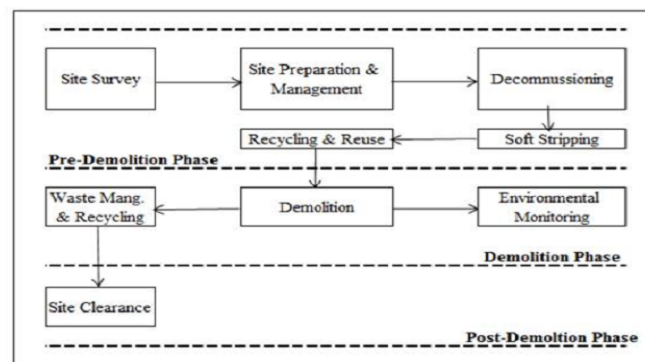 Site Survey
Site Preparation &
Management
Decomnussioning
Recycling & Reuse
Soft Stripping
Pre-Demolition Phase
Waste Mang.
& Recycling
Demolition
Environmental
Monitoring
Demolition Phase
Site Clearance
Post-Demoltion Phase